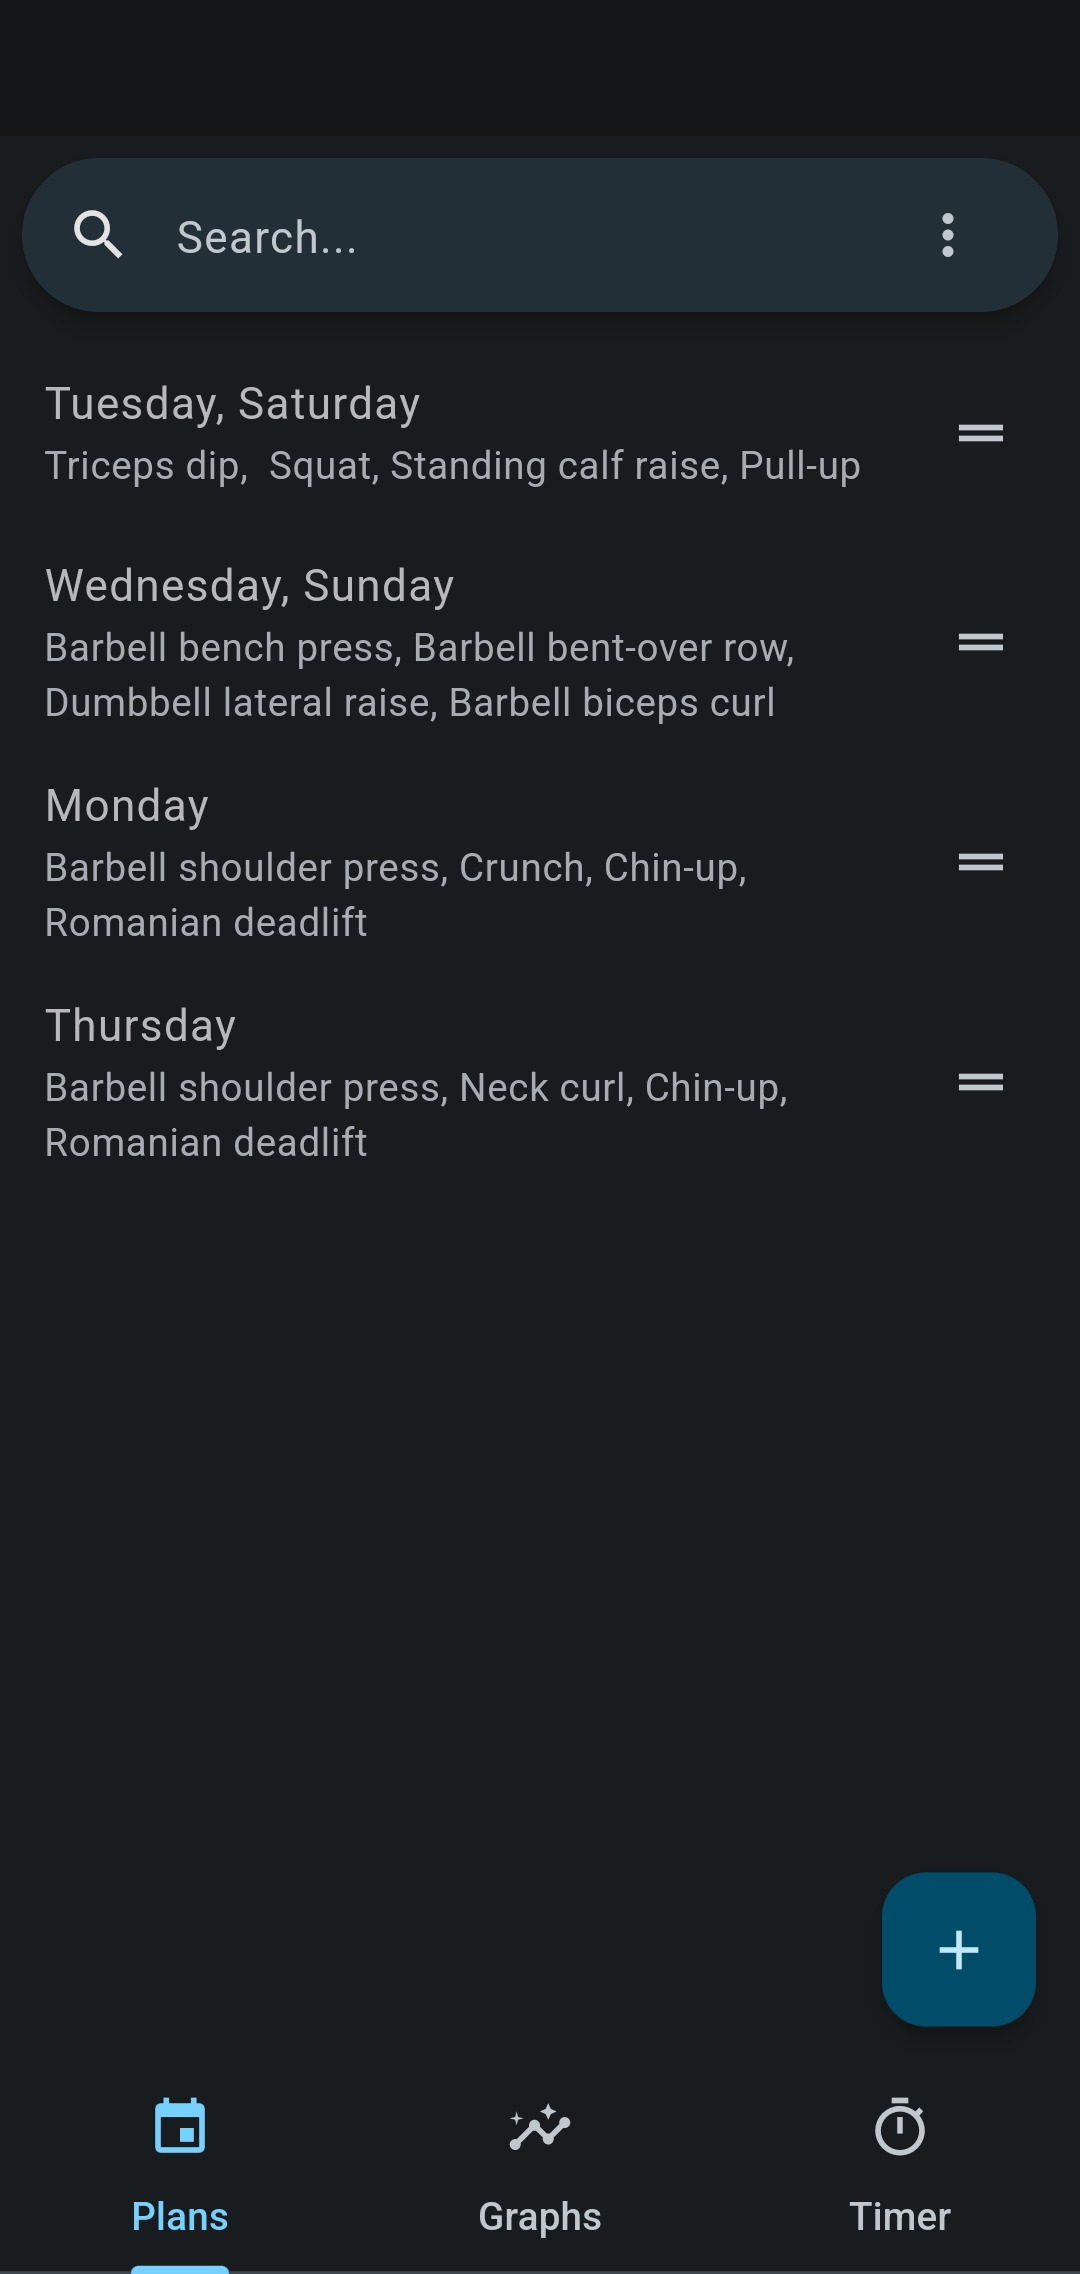 Search...
Tuesday, Saturday
Triceps dip,  Squat, Standing calf raise, Pull-up
Wednesday, Sunday
Barbell bench press, Barbell bent-over row,
Dumbbell lateral raise, Barbell biceps curl
Monday
Barbell shoulder press, Crunch, Chin-up,
Romanian deadlift
Thursday
Barbell shoulder press, Neck curl, Chin-up,
Romanian deadlift
Plans
Graphs
Timer